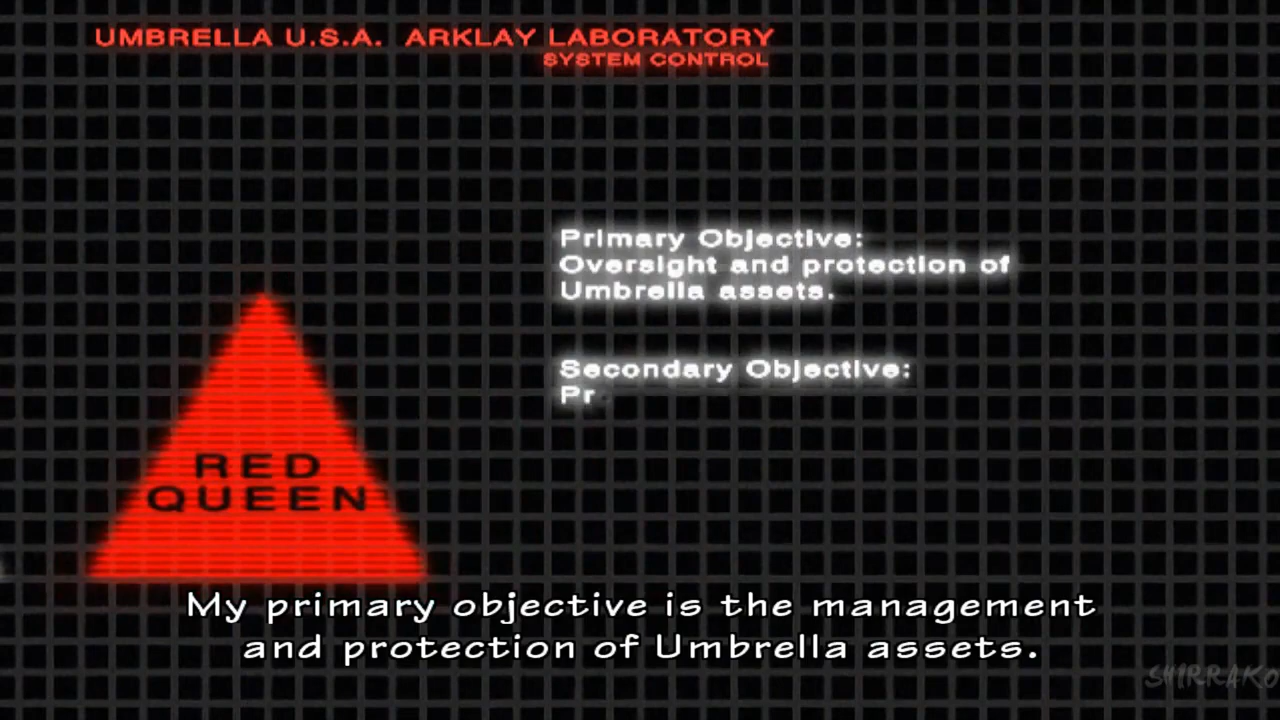 UMBRELLA U.S.A. ARKLAY LABORATORY
SYSTEM CONTROL
Primary Objective:
Oversight and protection of
Umbrella assets.
Secondary Objective:
Pr
RED
QUEEN
My primary objective is the management
and protection of Umbrella assets.
SHIRRAKO